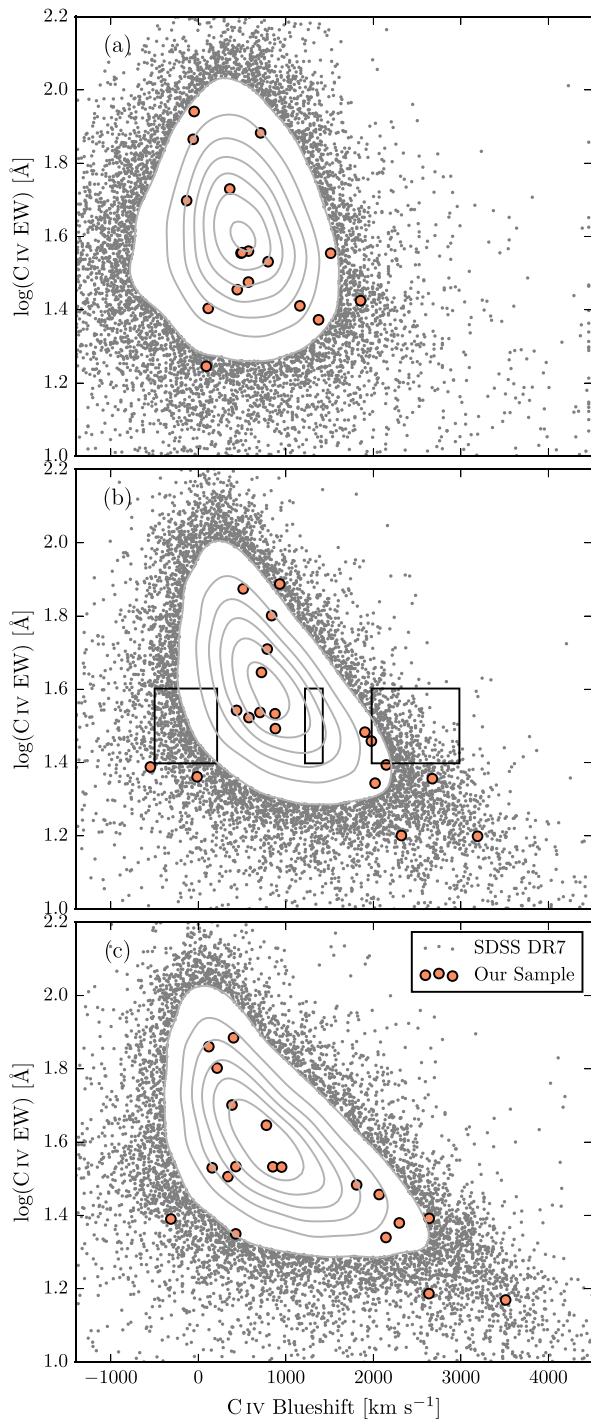 2.2
(a)
2.0
1.8
1.6
1.4
1.2
1.0
log(C IV EW) [Å]
2.2
(b)
2.0
1.8
1.6
1.4
1.2
1.0
log(C IV EW) [Å]
2.2
(c)
SDSS DR7
Our Sample
2.0
1.8
1.6
1.4
1.2
1.0
log(C IV EW) [Å]
−1000 0 1000 2000 3000 4000
C IV Blueshift [km s⁻¹]